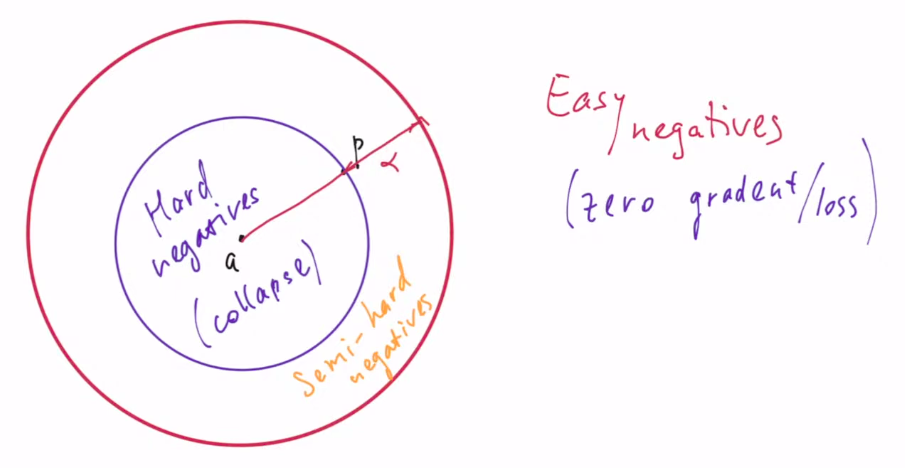 Easy
negatives
(zero gradent/loss)
p
α
Hard
negatives
a
(collapse)
Semi-hard
negatives